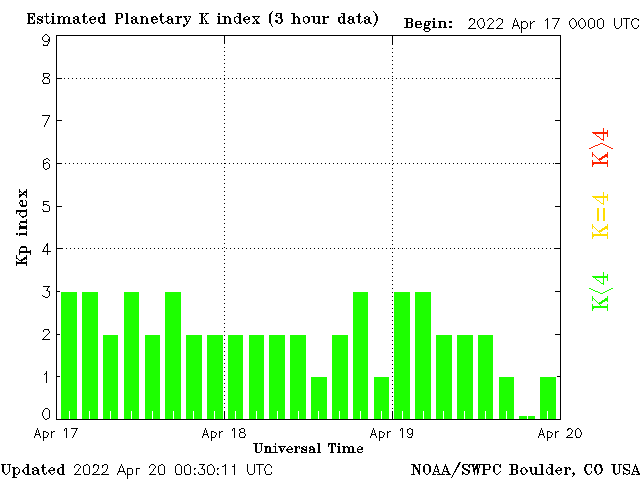 Estimated Planetary K index (3 hour data) Begin: 2022 Apr 17 0000 UTC
9
8
7
6
5
4
3
2
1
0
Kp index
K>4
K=4
K<4
Apr 17 Apr 18 Apr 19 Apr 20
Universal Time
Updated 2022 Apr 20 00:30:11 UTC NOAA/SWPC Boulder, CO USA